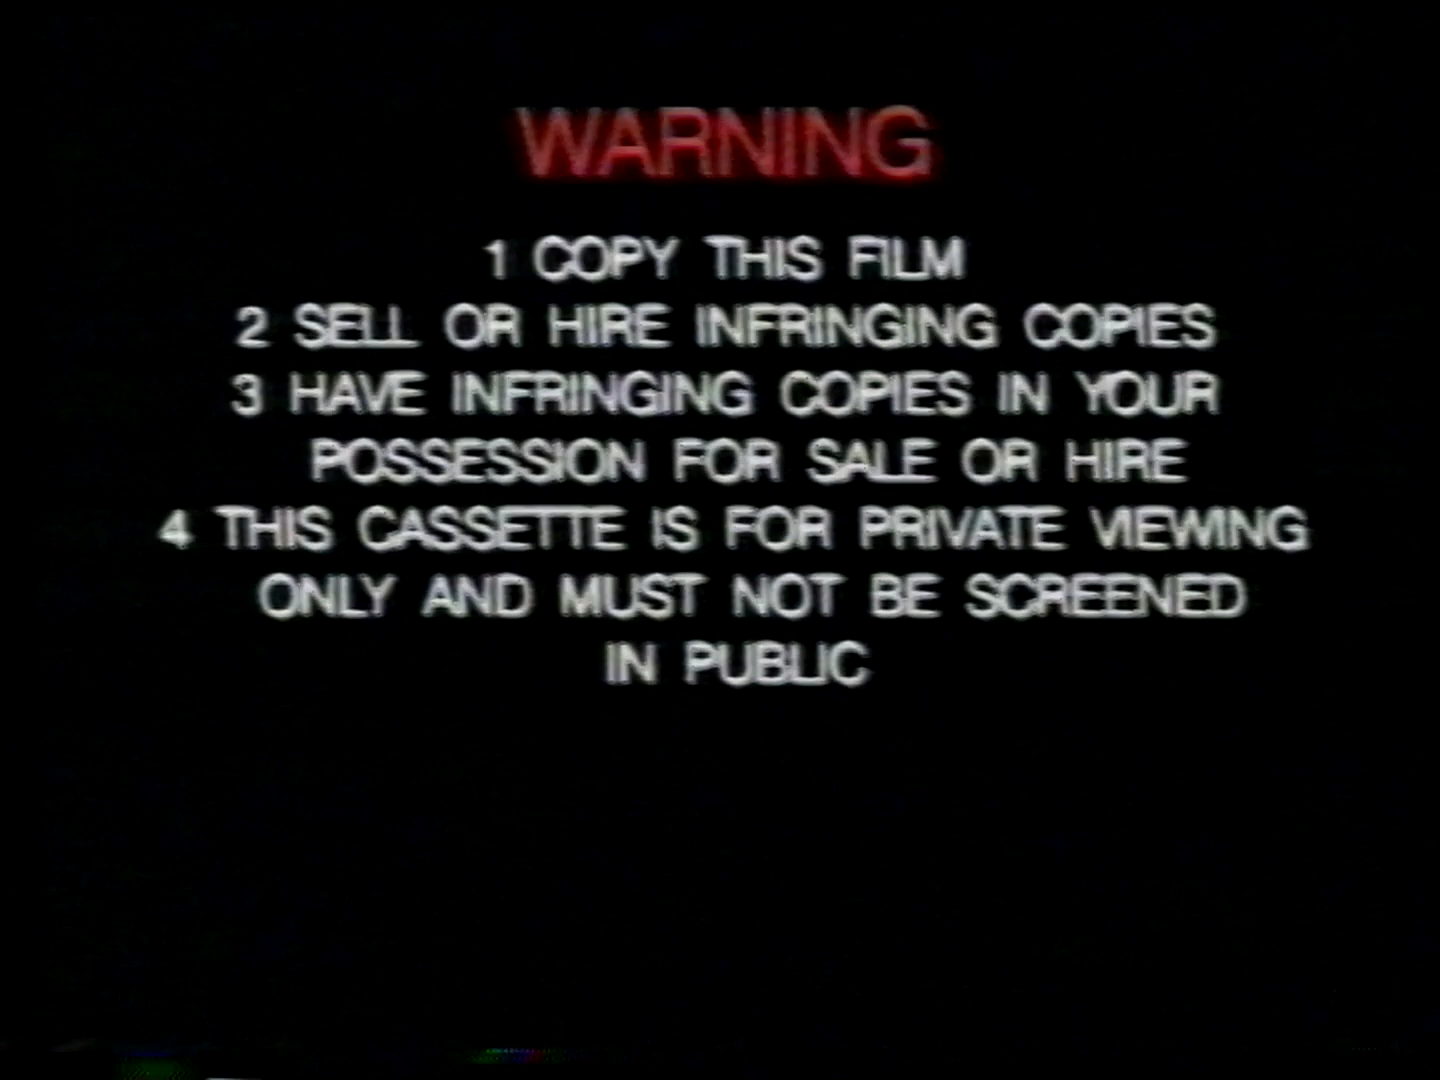 WARNING
1 COPY THIS FILM
2 SELL OR HIRE INFRINGING COPIES
3 HAVE INFRINGING COPIES IN YOUR
POSSESSION FOR SALE OR HIRE
4 THIS CASSETTE IS FOR PRIVATE VIEWING
ONLY AND MUST NOT BE SCREENED
IN PUBLIC